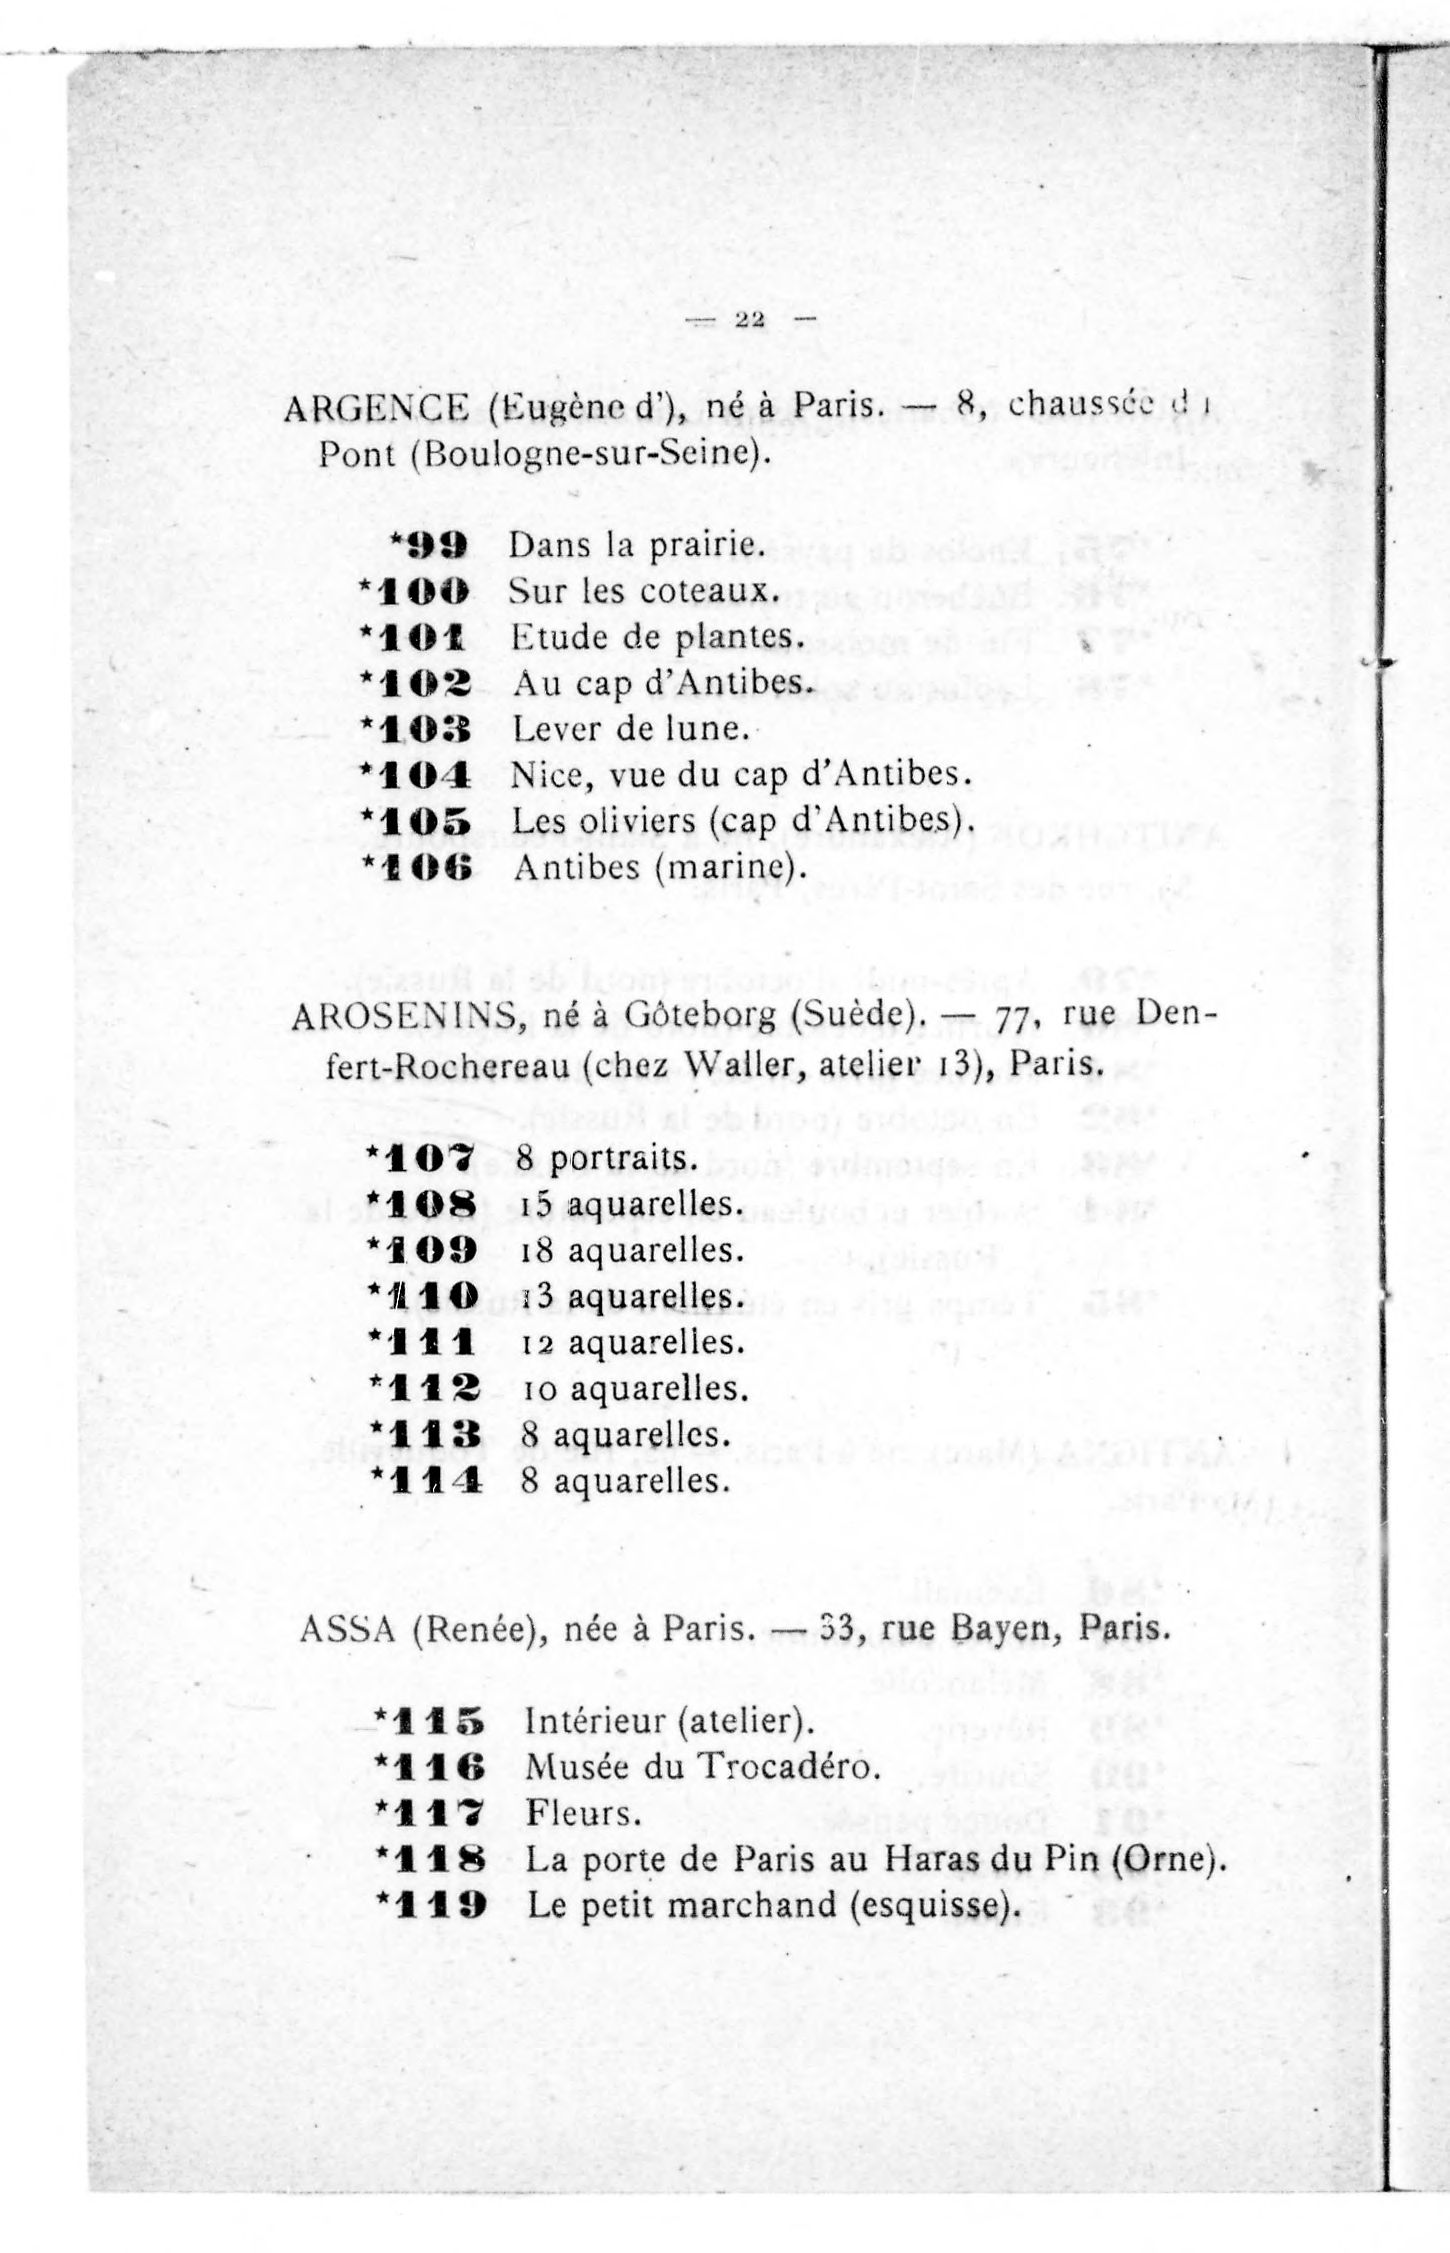 — 22 —
ARGENCE (Eugène d'), né à Paris. — 8, chaussée
Pont (Boulogne-sur-Seine).
*99 Dans la prairie.
*100 Sur les coteaux.
*101 Etude de plantes.
*102 Au cap d'Antibes.
*103 Lever de lune.
*104 Nice, vue du cap d'Antibes.
*105 Les oliviers (cap d'Antibes).
*106 Antibes (marine).
AROSENINS, né à Göteborg (Suède). — 77, rue Den-
fert-Rochereau (chez Waller, atelier 13), Paris.
*107 8 portraits.
*108 15 aquarelles.
*109 18 aquarelles.
*110 13 aquarelles.
*111 12 aquarelles.
*112 10 aquarelles.
*113 8 aquarelles.
*114 8 aquarelles.
ASSA (Renée), née à Paris. — 33, rue Bayen, Paris.
*115 Intérieur (atelier).
*116 Musée du Trocadéro.
*117 Fleurs.
*118 La porte de Paris au Haras du Pin (Orne).
*119 Le petit marchand (esquisse).